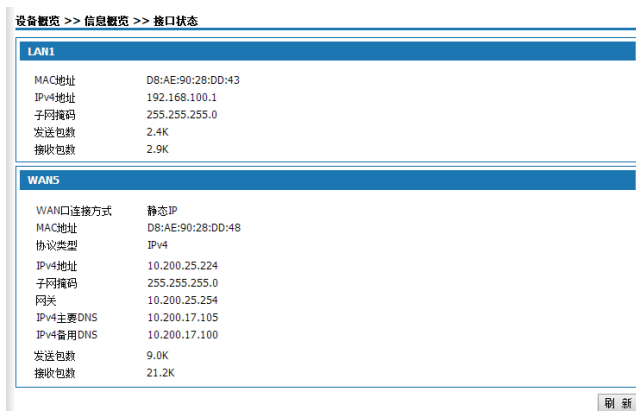 设备概览 >> 信息概览 >> 接口状态
LAN1
MAC地址 D8:AE:90:28:DD:43
IPv4地址 192.168.100.1
子网掩码 255.255.255.0
发送包数 2.4K
接收包数 2.9K
WAN5
WAN口连接方式 静态IP
MAC地址 D8:AE:90:28:DD:48
协议类型 IPv4
IPv4地址 10.200.25.224
子网掩码 255.255.255.0
网关 10.200.25.254
IPv4主要DNS 10.200.17.105
IPv4备用DNS 10.200.17.100
发送包数 9.0K
接收包数 21.2K
刷 新